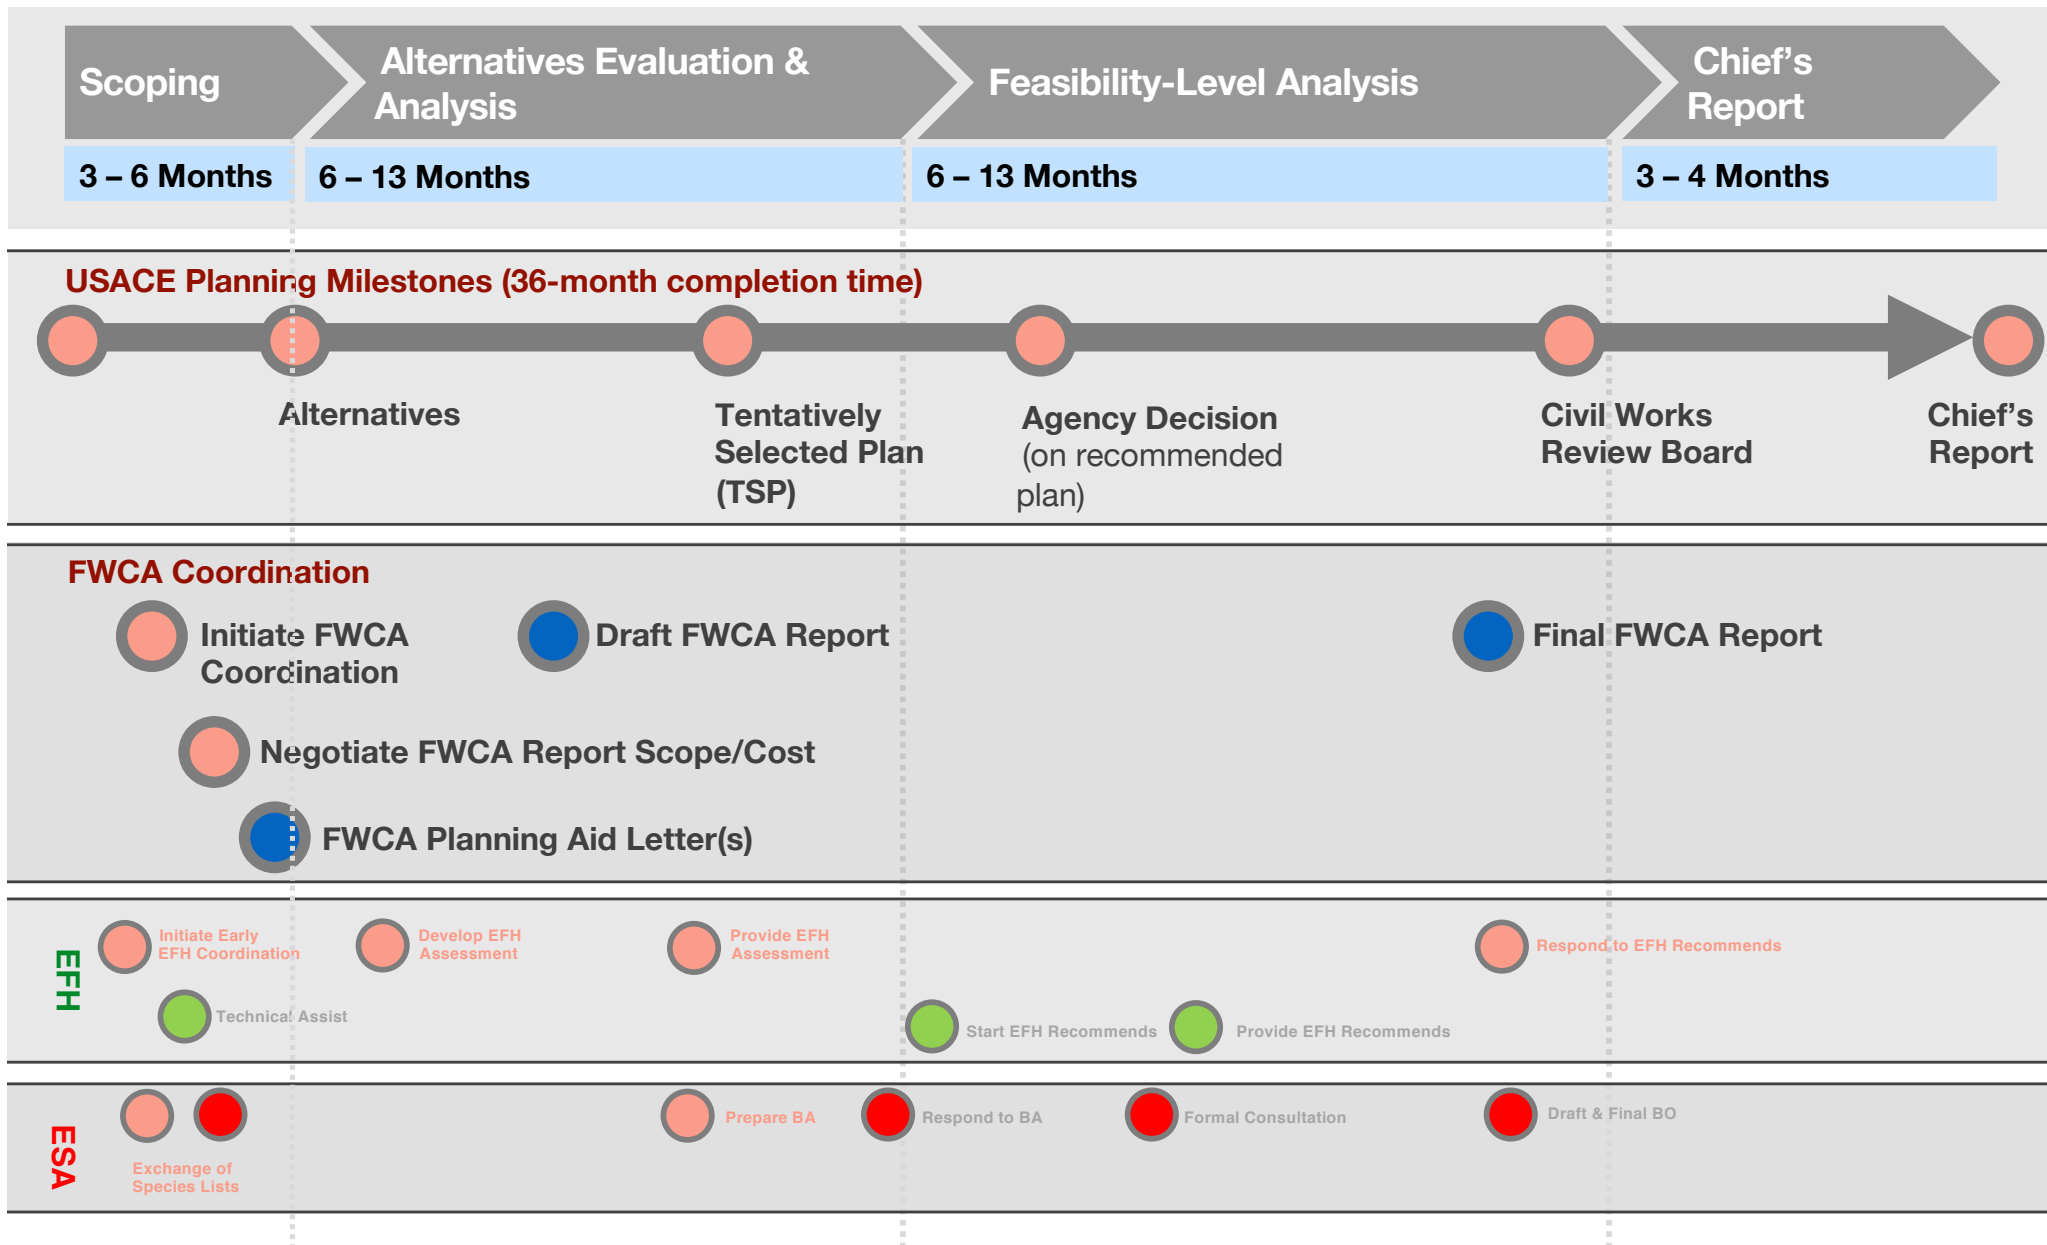 Scoping
Alternatives Evaluation &
Analysis
Feasibility-Level Analysis
Chief’s
Report
3 – 6 Months
6 – 13 Months
6 – 13 Months
3 – 4 Months
USACE Planning Milestones (36-month completion time)
Alternatives
Tentatively
Selected Plan
(TSP)
Agency Decision
(on recommended
plan)
Civil Works
Review Board
Chief’s
Report
FWCA Coordination
Initiate FWCA
Coordination
Draft FWCA Report
Final FWCA Report
Negotiate FWCA Report Scope/Cost
FWCA Planning Aid Letter(s)
EFH
Initiate Early
EFH Coordination
Develop EFH
Assessment
Provide EFH
Assessment
Respond to EFH Recommends
Technical Assist
Start EFH Recommends
Provide EFH Recommends
ESA
Exchange of
Species Lists
Prepare BA
Respond to BA
Formal Consultation
Draft & Final BO